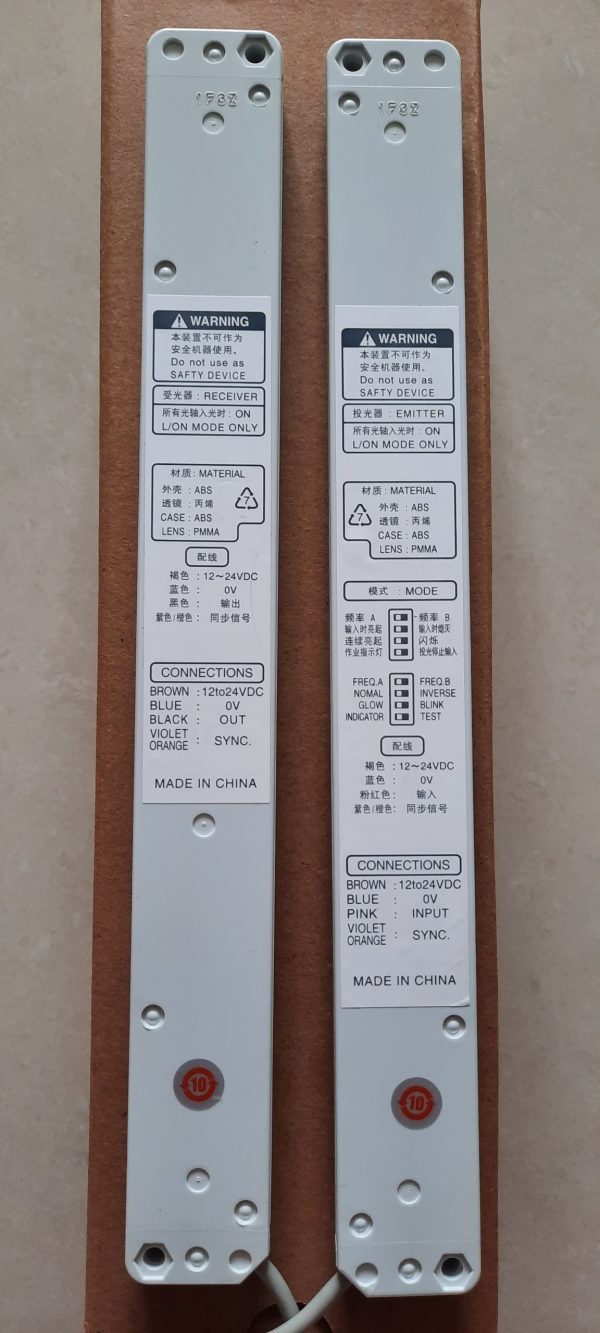 1F3Z
WARNING
本装置不可作为
安全机器使用。
Do not use as
SAFTY DEVICE
受光器 : RECEIVER
所有光轴入光时 : ON
L/ON MODE ONLY
材质 : MATERIAL
外壳 : ABS
透镜 : 丙烯
CASE : ABS
LENS : PMMA
7
配线
褐色 : 12～24VDC
蓝色 : 0V
黑色 : 输出
紫色/橙色 : 同步信号
CONNECTIONS
BROWN : 12to24VDC
BLUE : 0V
BLACK : OUT
VIOLET
ORANGE : SYNC.
MADE IN CHINA
10
1F3Z
WARNING
本装置不可作为
安全机器使用。
Do not use as
SAFTY DEVICE
投光器 : EMITTER
所有光轴入光时 : ON
L/ON MODE ONLY
材质 : MATERIAL
7
外壳 : ABS
透镜 : 丙烯
CASE : ABS
LENS : PMMA
模式 : MODE
频率 A 频率 B
输入时亮起 输入时熄灭
连续亮起 闪烁
作业指示灯 投光停止输入
FREQ.A FREQ.B
NOMAL INVERSE
GLOW BLINK
INDICATOR TEST
配线
褐色 : 12～24VDC
蓝色 : 0V
粉红色 : 输入
紫色/橙色 : 同步信号
CONNECTIONS
BROWN : 12to24VDC
BLUE : 0V
PINK : INPUT
VIOLET
ORANGE : SYNC.
MADE IN CHINA
10